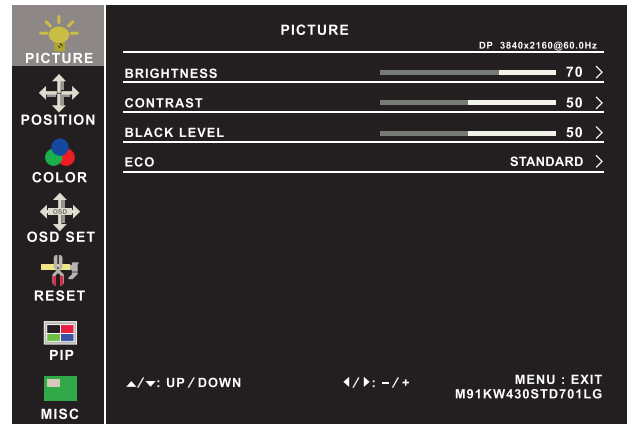 PICTURE
DP 3840x2160@60.0Hz
PICTURE
BRIGHTNESS 70 >
CONTRAST 50 >
BLACK LEVEL 50 >
ECO STANDARD >
POSITION
COLOR
OSD
OSD SET
RESET
PIP
MISC
▲/▼: UP/DOWN ◀/▶: −/+ MENU : EXIT
M91KW430STD701LG